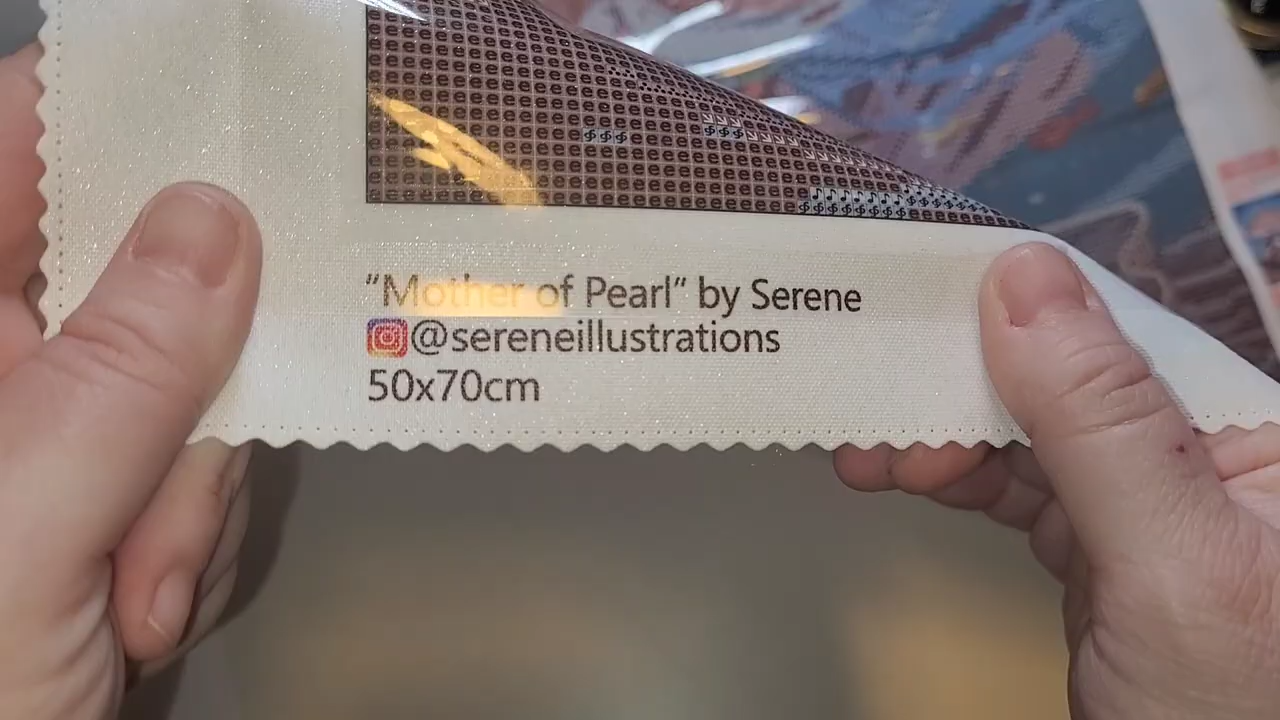 “Mother of Pearl” by Serene
@sereneillustrations
50x70cm